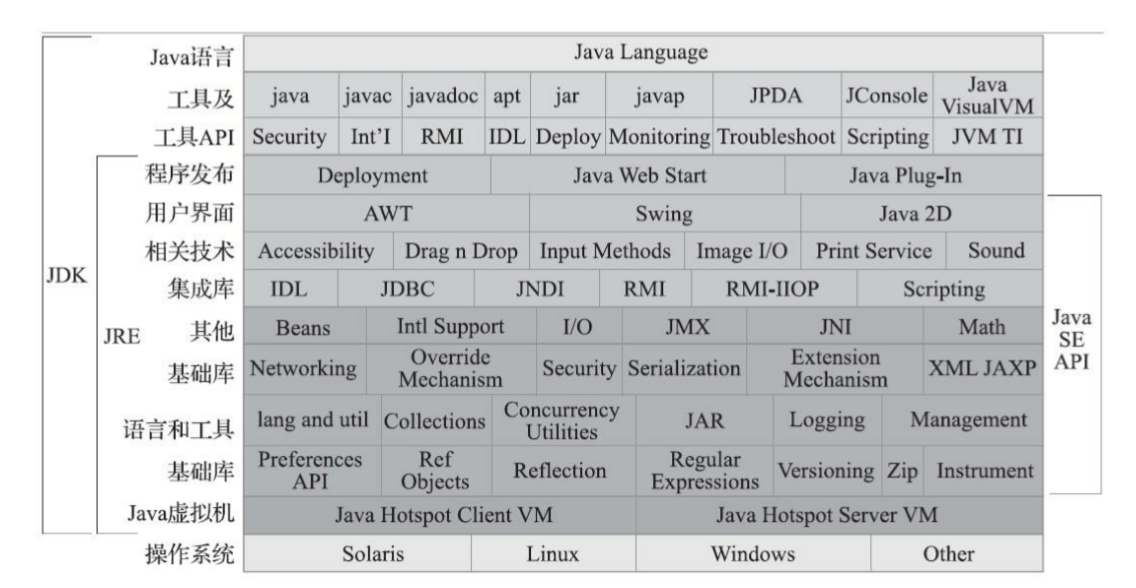 Java语言 Java Language
工具及 java javac javadoc apt jar javap JPDA JConsole Java VisualVM
工具API Security Int'I RMI IDL Deploy Monitoring Troubleshoot Scripting JVM TI
程序发布 Deployment Java Web Start Java Plug-In
用户界面 AWT Swing Java 2D
相关技术 Accessibility Drag n Drop Input Methods Image I/O Print Service Sound
JDK
集成库 IDL JDBC JNDI RMI RMI-IIOP Scripting
JRE
其他 Beans Intl Support I/O JMX JNI Math
Java SE API
基础库 Networking Override Mechanism Security Serialization Extension Mechanism XML JAXP
语言和工具 lang and util Collections Concurrency Utilities JAR Logging Management
基础库 Preferences API Ref Objects Reflection Regular Expressions Versioning Zip Instrument
Java虚拟机 Java Hotspot Client VM Java Hotspot Server VM
操作系统 Solaris Linux Windows Other